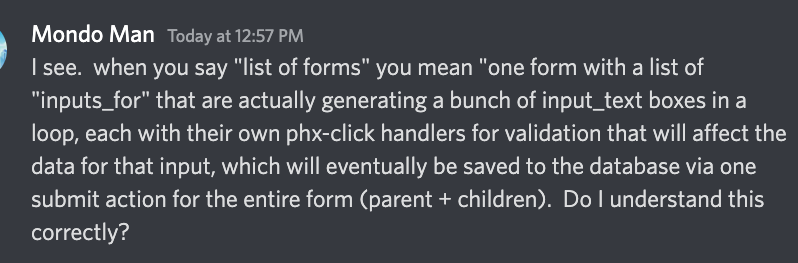 Mondo Man Today at 12:57 PM
I see.  when you say "list of forms" you mean "one form with a list of
"inputs_for" that are actually generating a bunch of input_text boxes in a
loop, each with their own phx-click handlers for validation that will affect the
data for that input, which will eventually be saved to the database via one
submit action for the entire form (parent + children).  Do I understand this
correctly?